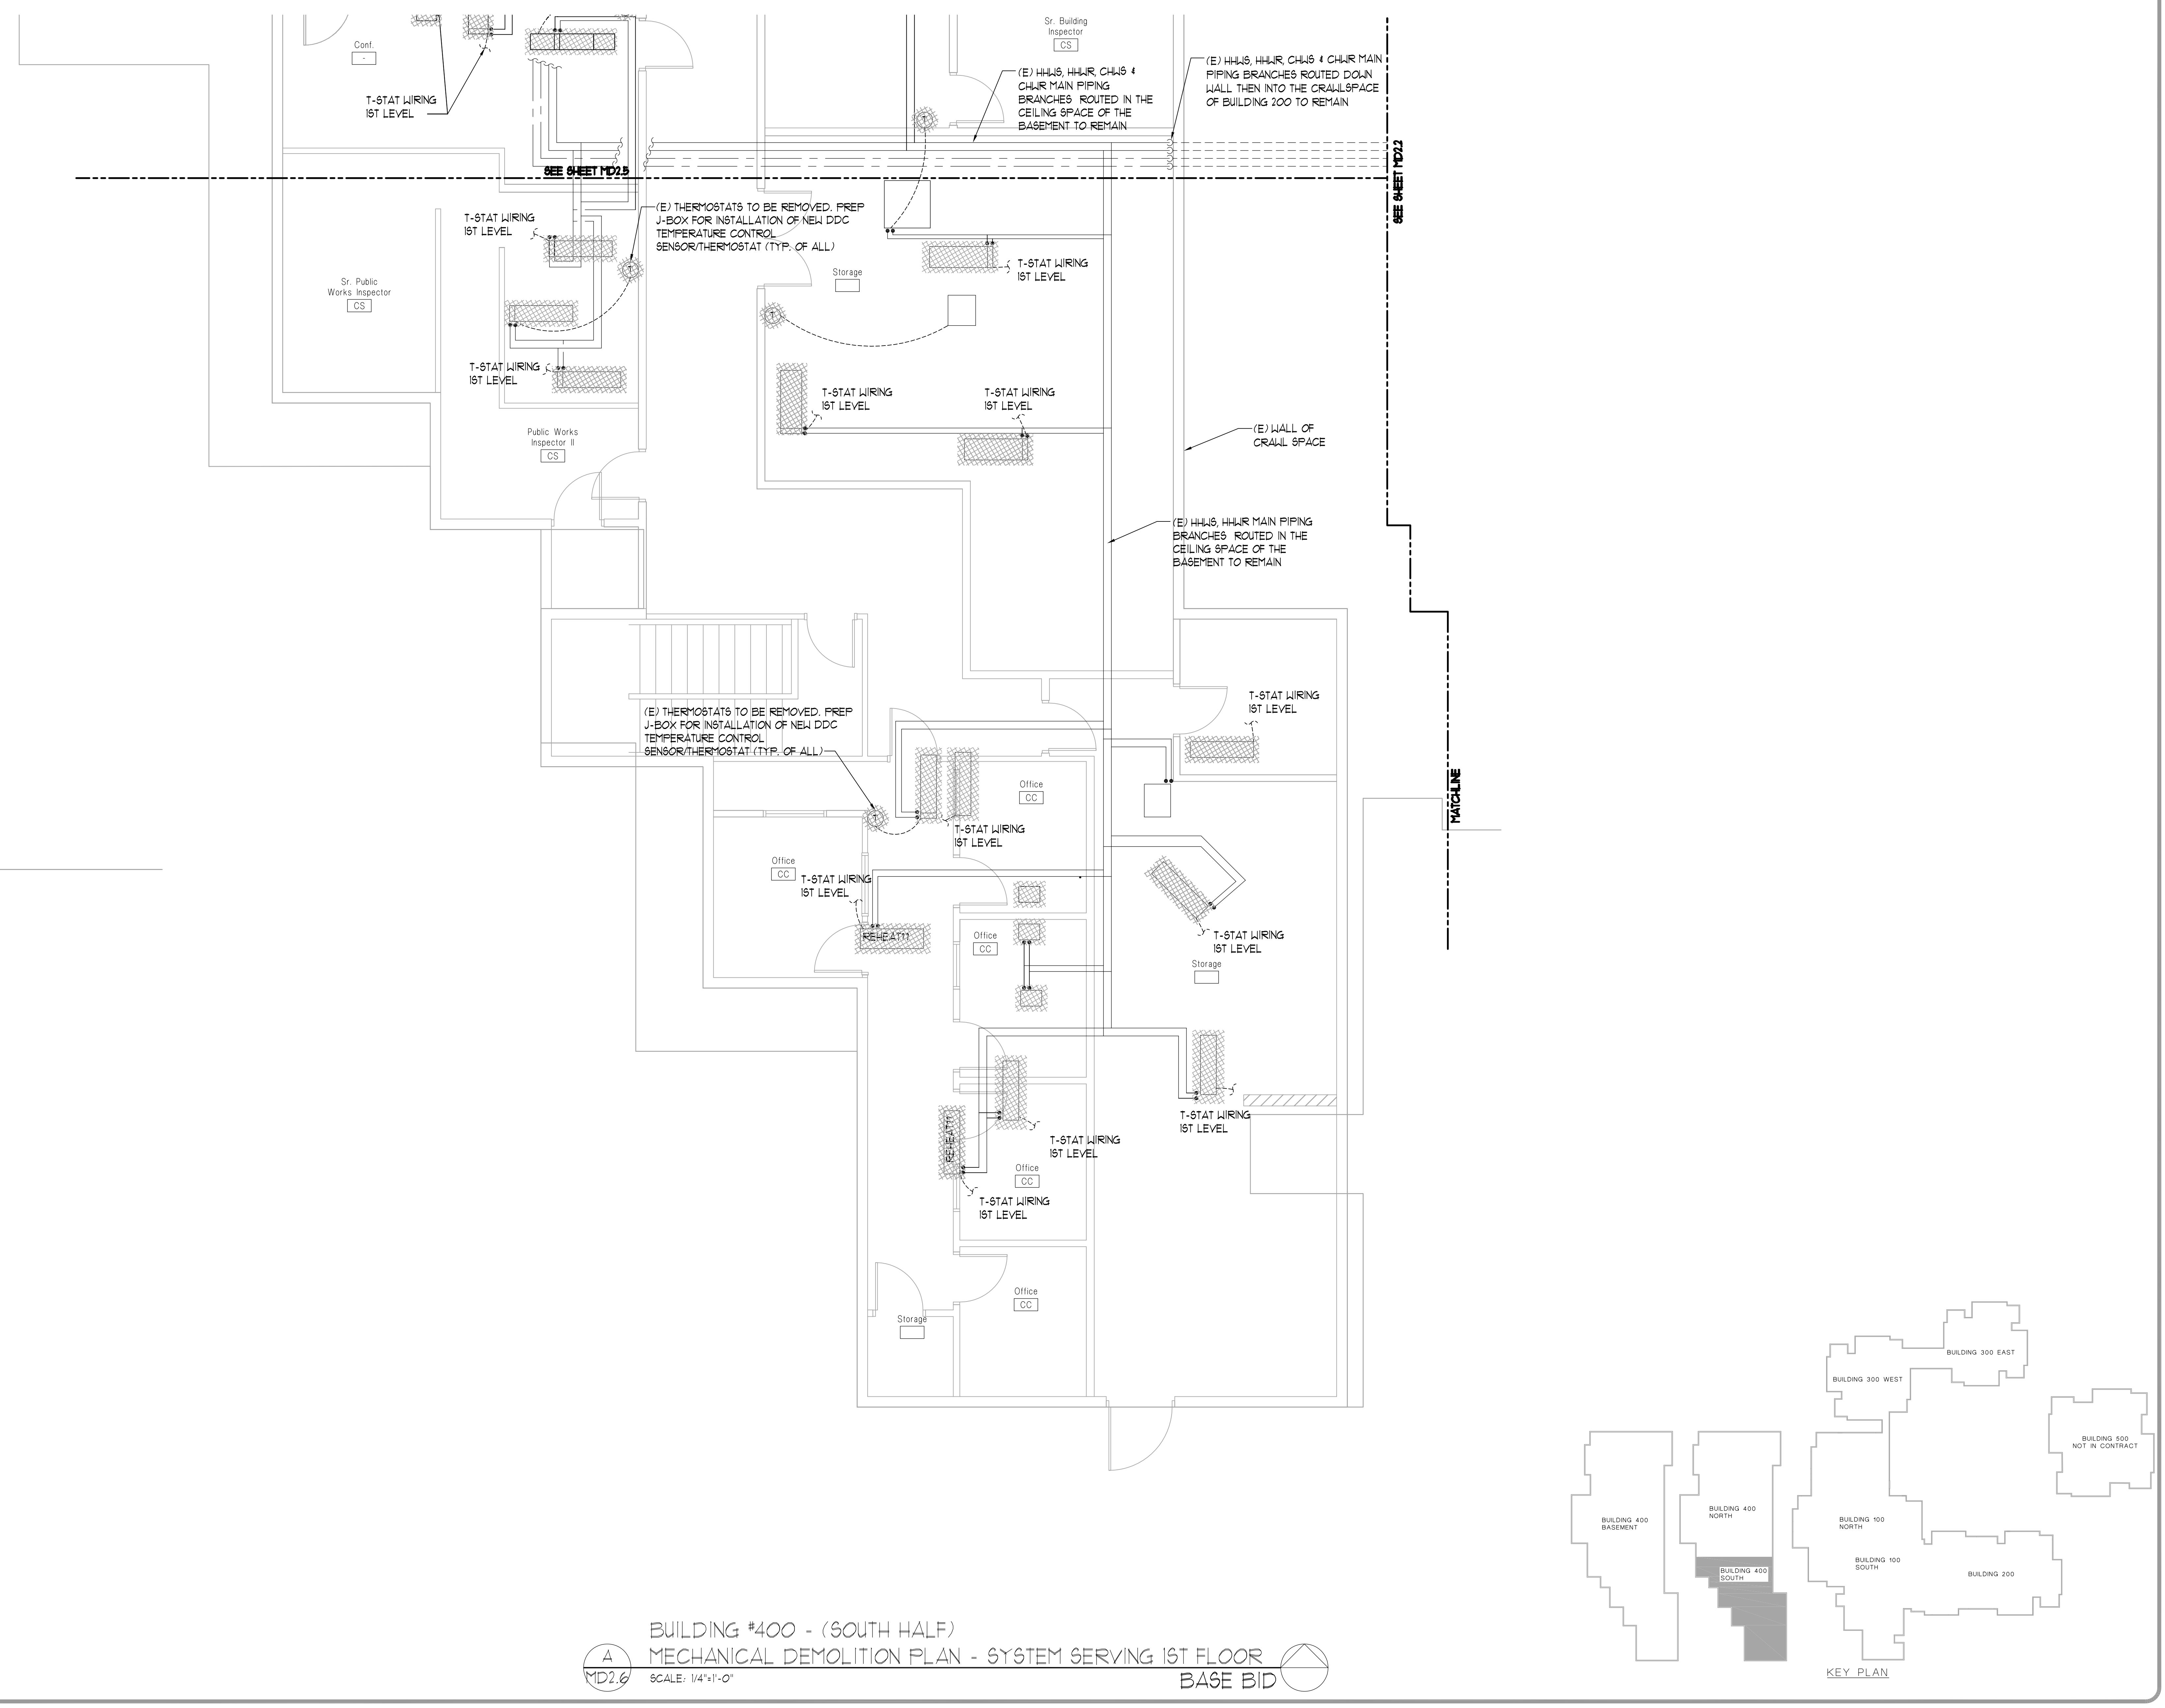 Conf.
-
T-STAT WIRING
1ST LEVEL
Sr. Building
Inspector
CS
(E) HHWS, HHWR, CHWS &
CHWR MAIN PIPING
BRANCHES ROUTED IN THE
CEILING SPACE OF THE
BASEMENT TO REMAIN
(E) HHWS, HHWR, CHWS & CHWR MAIN
PIPING BRANCHES ROUTED DOWN
WALL THEN INTO THE CRAWLSPACE
OF BUILDING 200 TO REMAIN
SEE SHEET MD2.5
SEE SHEET MD2.2
T-STAT WIRING
1ST LEVEL
T
(E) THERMOSTATS TO BE REMOVED. PREP
J-BOX FOR INSTALLATION OF NEW DDC
TEMPERATURE CONTROL
SENSOR/THERMOSTAT (TYP. OF ALL)
T
T-STAT WIRING
1ST LEVEL
Storage
Sr. Public
Works Inspector
CS
T
T-STAT WIRING
1ST LEVEL
T-STAT WIRING
1ST LEVEL
T-STAT WIRING
1ST LEVEL
Public Works
Inspector II
CS
(E) WALL OF
CRAWL SPACE
(E) HHWS, HHWR MAIN PIPING
BRANCHES ROUTED IN THE
CEILING SPACE OF THE
BASEMENT TO REMAIN
T-STAT WIRING
1ST LEVEL
(E) THERMOSTATS TO BE REMOVED. PREP
J-BOX FOR INSTALLATION OF NEW DDC
TEMPERATURE CONTROL
SENSOR/THERMOSTAT (TYP. OF ALL)
MATCHLINE
Office
CC
T
T-STAT WIRING
1ST LEVEL
Office
CC
T-STAT WIRING
1ST LEVEL
REHEAT11
Office
CC
T-STAT WIRING
1ST LEVEL
Storage
T-STAT WIRING
1ST LEVEL
REHEAT11
T-STAT WIRING
1ST LEVEL
Office
CC
T-STAT WIRING
1ST LEVEL
Office
CC
Storage
BUILDING 300 EAST
BUILDING 300 WEST
BUILDING 500
NOT IN CONTRACT
BUILDING 400
BASEMENT
BUILDING 400
NORTH
BUILDING 100
NORTH
BUILDING 100
SOUTH
BUILDING 400
SOUTH
BUILDING 200
KEY PLAN
BUILDING #400 - (SOUTH HALF)
A
MECHANICAL DEMOLITION PLAN - SYSTEM SERVING 1ST FLOOR
MD2.6
SCALE: 1/4"=1'-0"
BASE BID